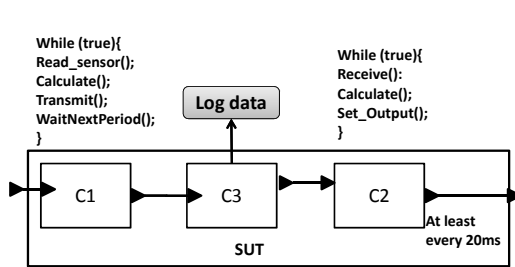 While (true){
Read_sensor();
Calculate();
Transmit();
WaitNextPeriod();
}
Log data
While (true){
Receive():
Calculate();
Set_Output();
}
C1
C3
C2
At least
every 20ms
SUT